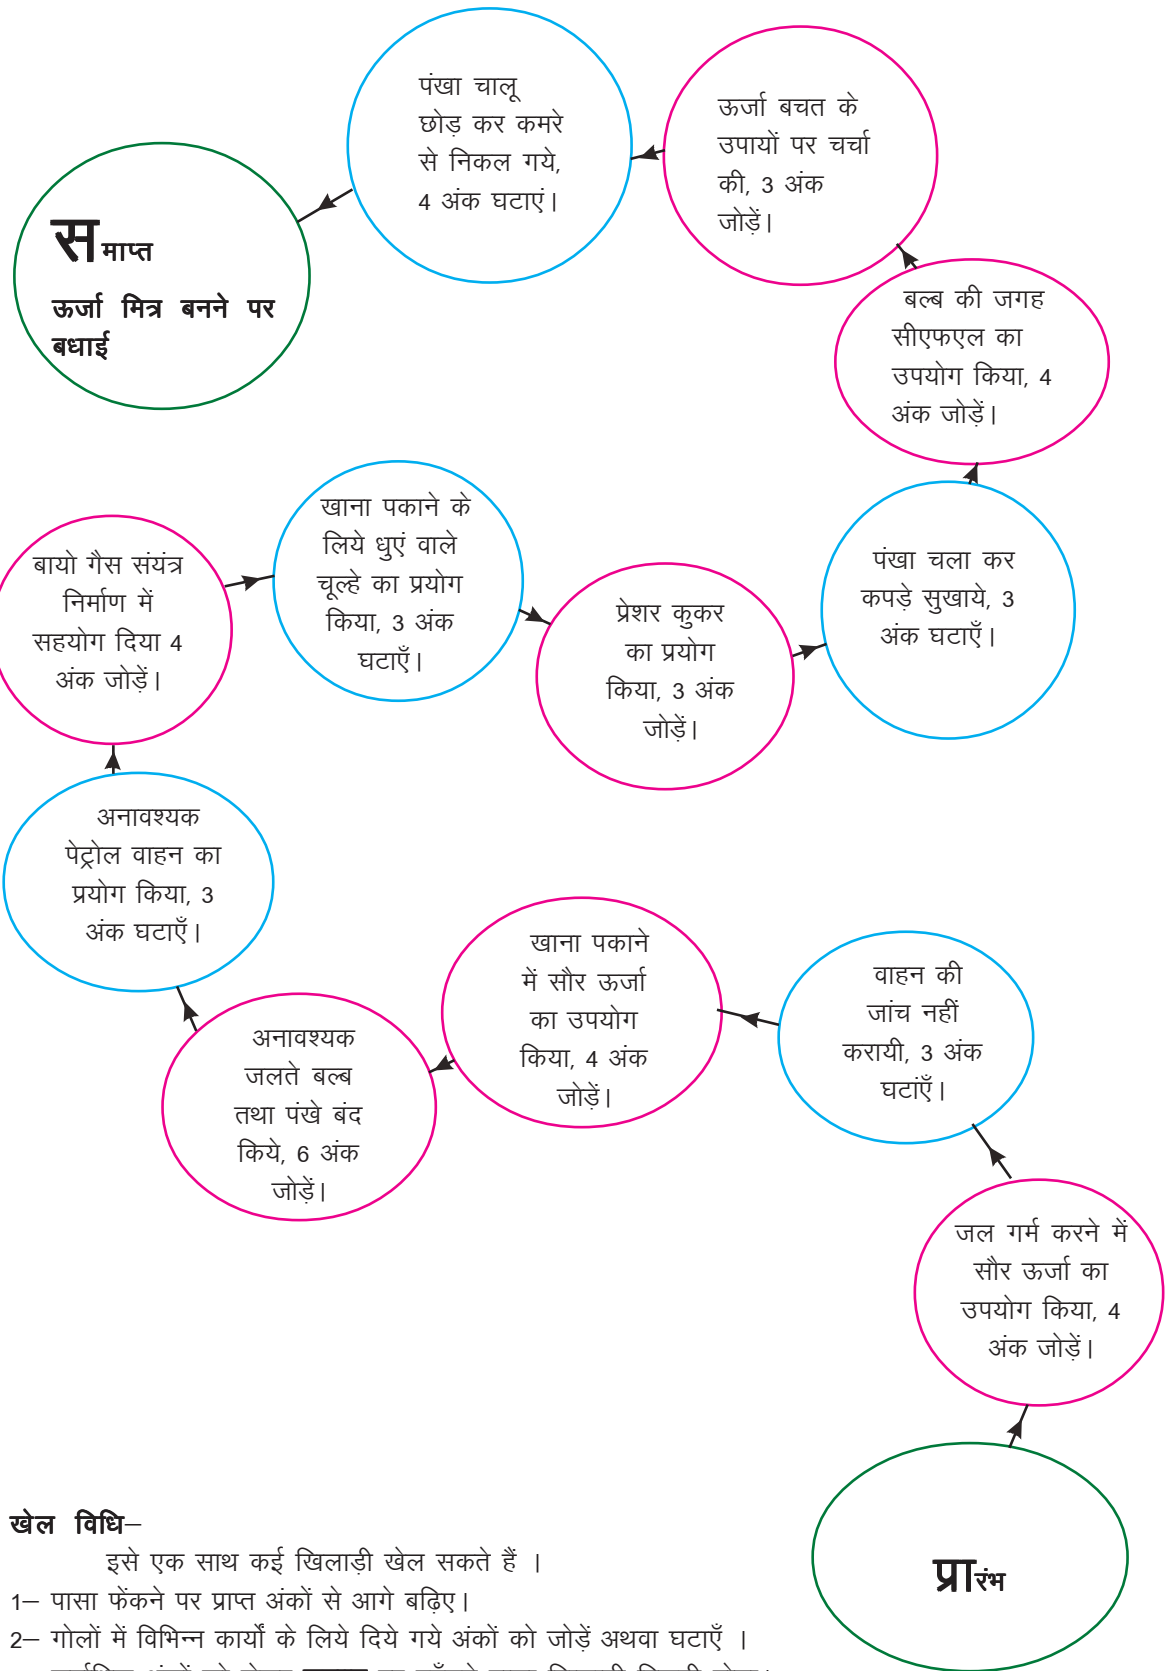 पंखा चालू
छोड़ कर कमरे
से निकल गये,
4 अंक घटाएं।
ऊर्जा बचत के
उपायों पर चर्चा
की, 3 अंक
जोड़ें।
समाप्त
ऊर्जा मित्र बनने पर
बधाई
बल्ब की जगह
सीएफएल का
उपयोग किया, 4
अंक जोड़ें।
खाना पकाने के
लिये धुएं वाले
चूल्हे का प्रयोग
किया, 3 अंक
घटाएँ।
बायो गैस संयंत्र
निर्माण में
सहयोग दिया 4
अंक जोड़ें।
प्रेशर कुकर
का प्रयोग
किया, 3 अंक
जोड़ें।
पंखा चला कर
कपड़े सुखाये, 3
अंक घटाएँ।
अनावश्यक
पेट्रोल वाहन का
प्रयोग किया, 3
अंक घटाएँ।
खाना पकाने
में सौर ऊर्जा
का उपयोग
किया, 4 अंक
जोड़ें।
वाहन की
जांच नहीं
करायी, 3 अंक
घटांएँ।
अनावश्यक
जलते बल्ब
तथा पंखे बंद
किये, 6 अंक
जोड़ें।
जल गर्म करने में
सौर ऊर्जा का
उपयोग किया, 4
अंक जोड़ें।
प्रारंभ
खेल विधि–
इसे एक साथ कई खिलाड़ी खेल सकते हैं ।
1– पासा फेंकने पर प्राप्त अंकों से आगे बढ़िए।
2– गोलों में विभिन्न कार्यों के लिये दिये गये अंकों को जोड़ें अथवा घटाएँ ।